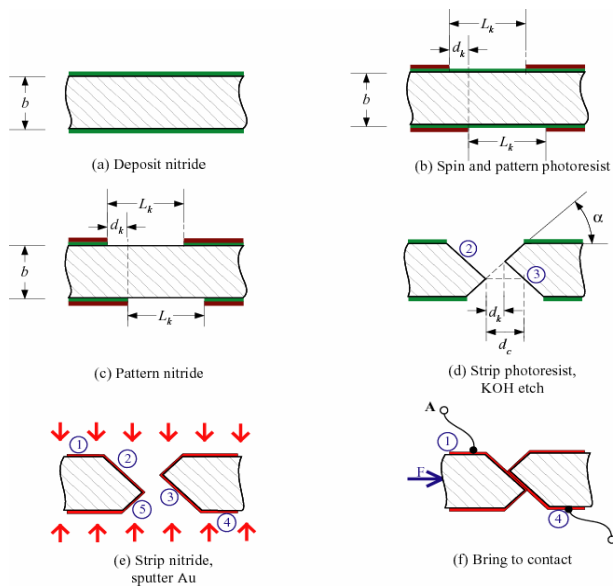 b
(a) Deposit nitride
L_k
d_k
b
L_k
(b) Spin and pattern photoresist
L_k
d_k
b
L_k
(c) Pattern nitride
α
2
3
d_k
d_c
(d) Strip photoresist,
KOH etch
1
2
3
5
4
(e) Strip nitride,
sputter Au
A
1
F
4
(f) Bring to contact